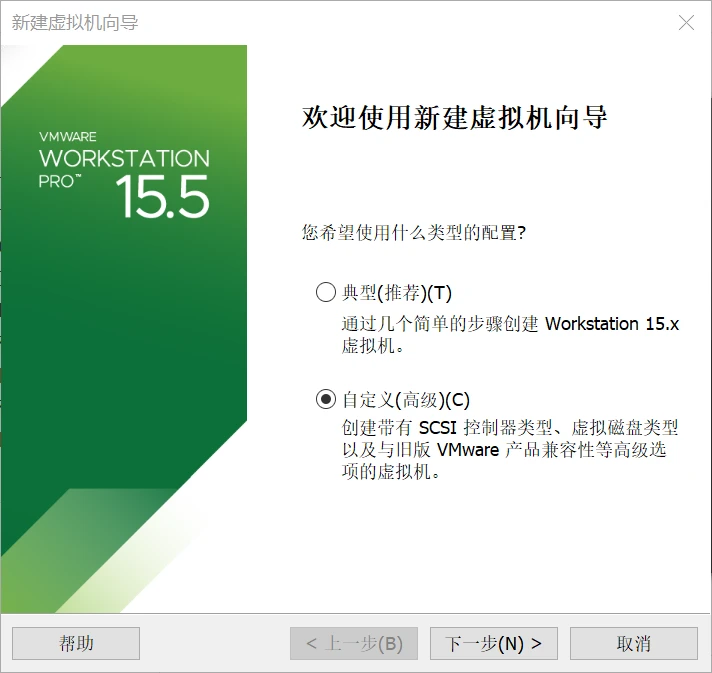 新建虚拟机向导
VMWARE
WORKSTATION
PRO™
15.5
欢迎使用新建虚拟机向导
您希望使用什么类型的配置?
典型(推荐)(T)
通过几个简单的步骤创建 Workstation 15.x
虚拟机。
自定义(高级)(C)
创建带有 SCSI 控制器类型、虚拟磁盘类型
以及与旧版 VMware 产品兼容性等高级选
项的虚拟机。
帮助
< 上一步(B)
下一步(N) >
取消